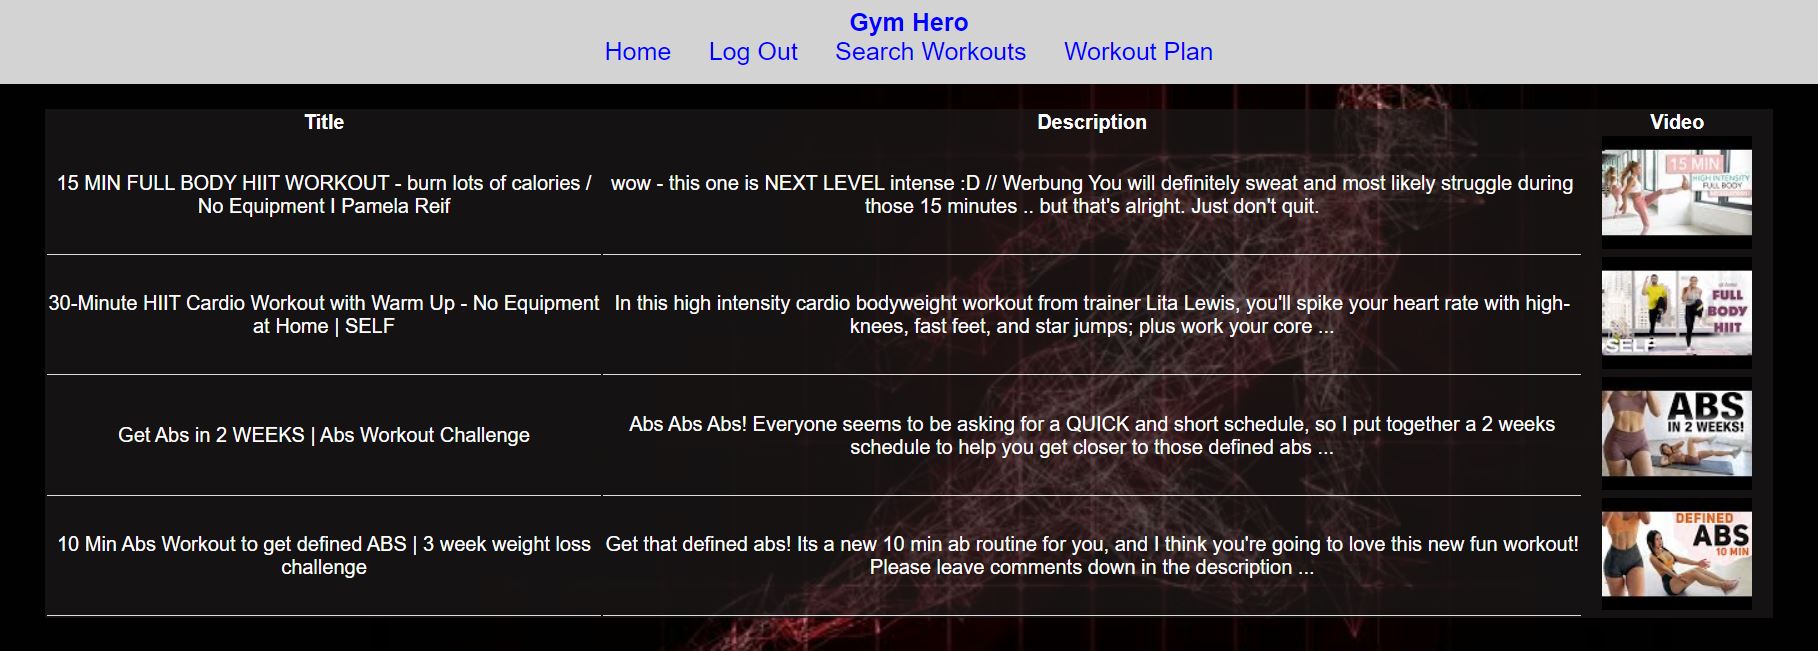 Gym Hero
Home Log Out Search Workouts Workout Plan
Title Description Video
15 MIN FULL BODY HIIT WORKOUT - burn lots of calories /
No Equipment I Pamela Reif
wow - this one is NEXT LEVEL intense :D // Werbung You will definitely sweat and most likely struggle during
those 15 minutes .. but that's alright. Just don't quit.
15 MIN
HIGH INTENSITY
FULL BODY
30-Minute HIIT Cardio Workout with Warm Up - No Equipment
at Home | SELF
In this high intensity cardio bodyweight workout from trainer Lita Lewis, you'll spike your heart rate with high-
knees, fast feet, and star jumps; plus work your core ...
FULL
BODY
HIIT
SELF
Get Abs in 2 WEEKS | Abs Workout Challenge
Abs Abs Abs! Everyone seems to be asking for a QUICK and short schedule, so I put together a 2 weeks
schedule to help you get closer to those defined abs ...
ABS
IN 2 WEEKS!
10 Min Abs Workout to get defined ABS | 3 week weight loss
challenge
Get that defined abs! Its a new 10 min ab routine for you, and I think you're going to love this new fun workout!
Please leave comments down in the description ...
DEFINED
ABS
10 MIN